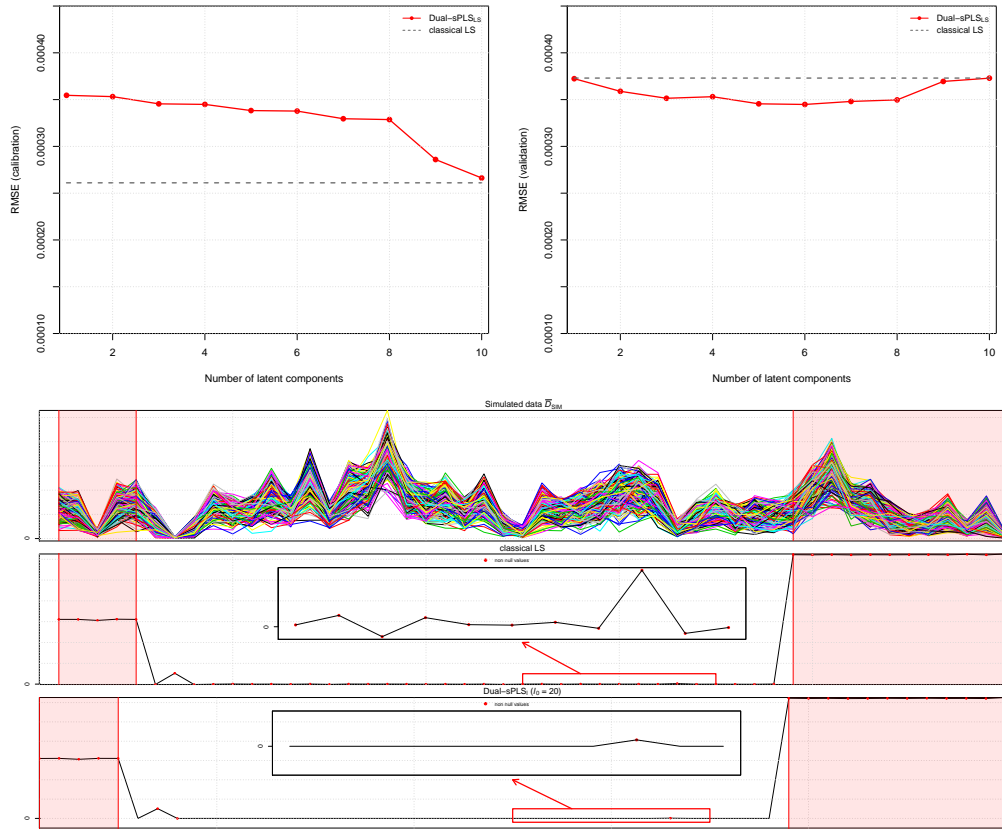 Dual−sPLS_LS
classical LS
0.00040
0.00030
0.00020
0.00010
RMSE (calibration)
2 4 6 8 10
Number of latent components
Dual−sPLS_LS
classical LS
0.00040
0.00030
0.00020
0.00010
RMSE (validation)
2 4 6 8 10
Number of latent components
Simulated data D̅_SIM
0
classical LS
non null values
0
0
Dual−sPLS_l (l₀ = 20)
non null values
0
0